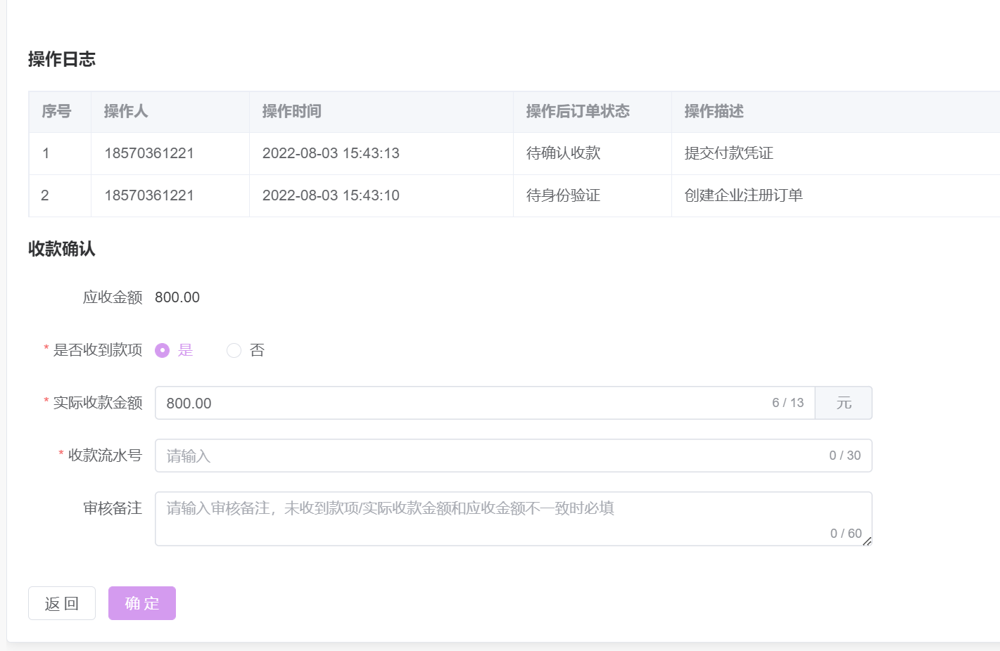 操作日志
序号 操作人 操作时间 操作后订单状态 操作描述
1 18570361221 2022-08-03 15:43:13 待确认收款 提交付款凭证
2 18570361221 2022-08-03 15:43:10 待身份验证 创建企业注册订单
收款确认
应收金额 800.00
* 是否收到款项 是 否
* 实际收款金额 800.00 6 / 13 元
* 收款流水号 请输入 0 / 30
审核备注 请输入审核备注，未收到款项/实际收款金额和应收金额不一致时必填
0 / 60
返 回 确 定